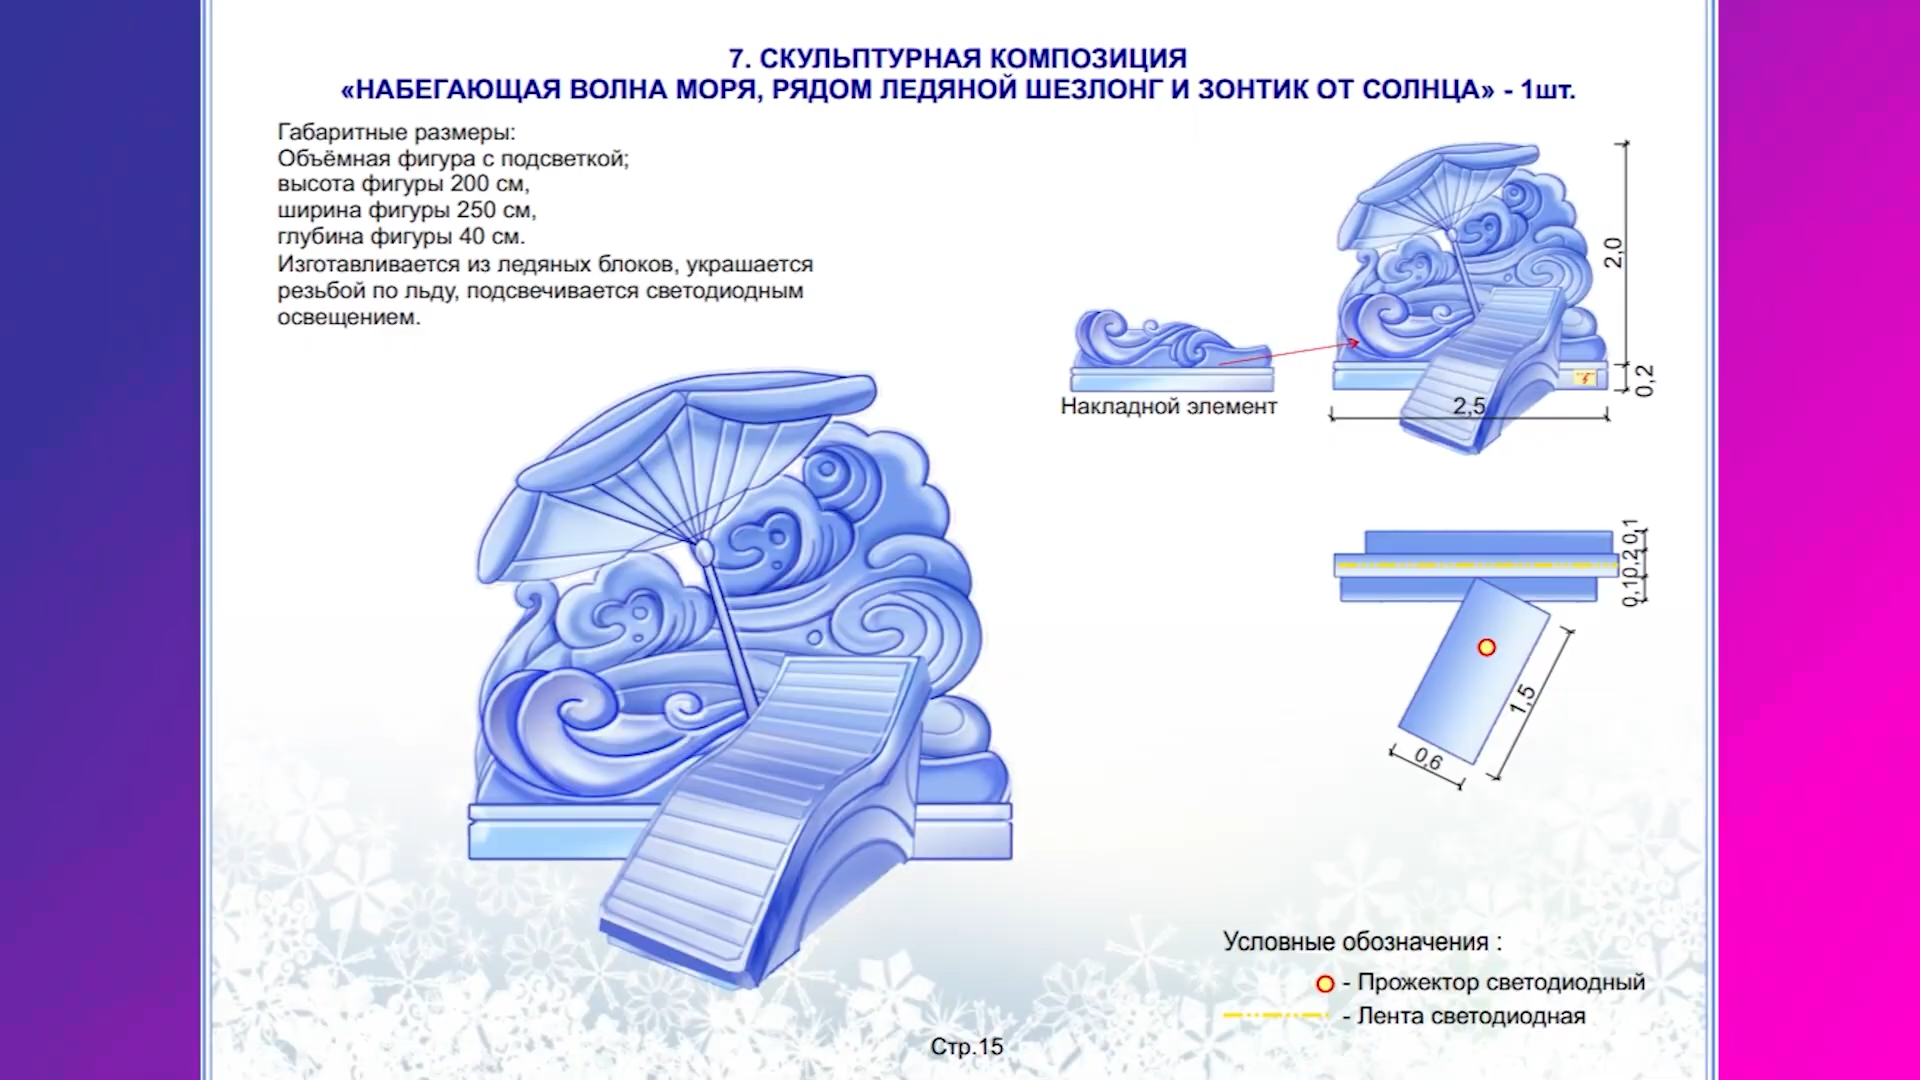 7. СКУЛЬПТУРНАЯ КОМПОЗИЦИЯ
«НАБЕГАЮЩАЯ ВОЛНА МОРЯ, РЯДОМ ЛЕДЯНОЙ ШЕЗЛОНГ И ЗОНТИК ОТ СОЛНЦА» - 1шт.
Габаритные размеры:
Объёмная фигура с подсветкой;
высота фигуры 200 см,
ширина фигуры 250 см,
глубина фигуры 40 см.
Изготавливается из ледяных блоков, украшается
резьбой по льду, подсвечивается светодиодным
освещением.
2,0
0,2
2,5
Накладной элемент
0,1
0,2
0,1
1,5
0,6
Условные обозначения :
- Прожектор светодиодный
- Лента светодиодная
Стр.15